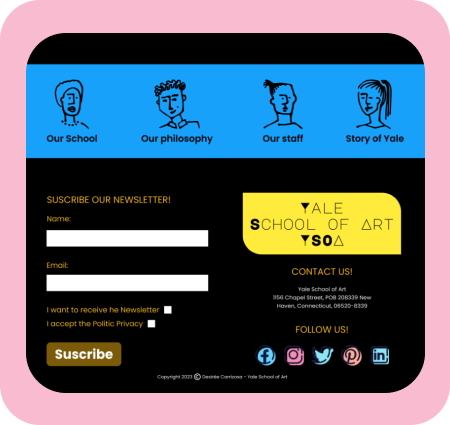 Our School
Our philosophy
Our staff
Story of Yale
SUSCRIBE OUR NEWSLETTER!
Name:
Email:
I want to receive he Newsletter
I accept the Politic Privacy
Suscribe
YALE
SCHOOL OF ART
YSOA
CONTACT US!
Yale School of Art
1156 Chapel Street, POB 208339 New
Haven, Connecticut, 06520-8339
FOLLOW US!
Copyright 2023 © Desirée Carrizosa - Yale School of Art